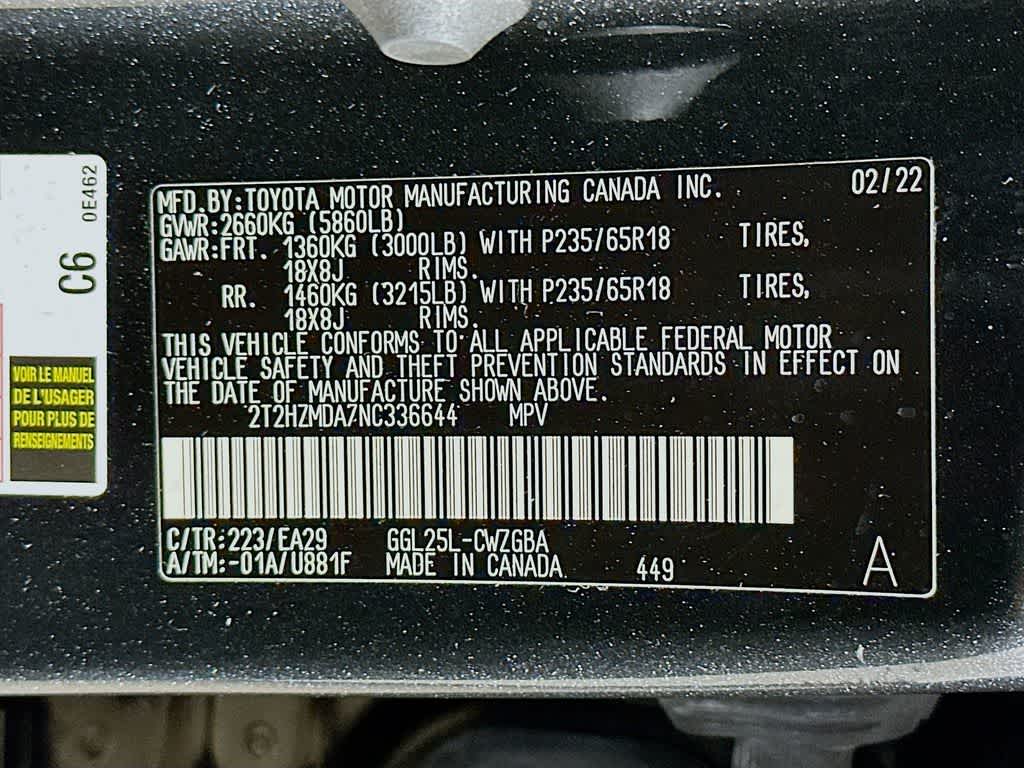 0E462
C6
VOIR LE MANUEL
DE L'USAGER
POUR PLUS DE
RENSEIGNEMENTS
MFD.BY:TOYOTA MOTOR MANUFACTURING CANADA INC. 02/22
GVWR:2660KG (5860LB)
GAWR:FRT. 1360KG (3000LB) WITH P235/65R18 TIRES,
18X8J RIMS.
RR. 1460KG (3215LB) WITH P235/65R18 TIRES,
18X8J RIMS.
THIS VEHICLE CONFORMS TO ALL APPLICABLE FEDERAL MOTOR
VEHICLE SAFETY AND THEFT PREVENTION STANDARDS IN EFFECT ON
THE DATE OF MANUFACTURE SHOWN ABOVE.
2T2HZMDA7NC336644 MPV
C/TR:223/EA29 GGL25L-CWZGBA
A/TM:-01A/U881F MADE IN CANADA 449 A